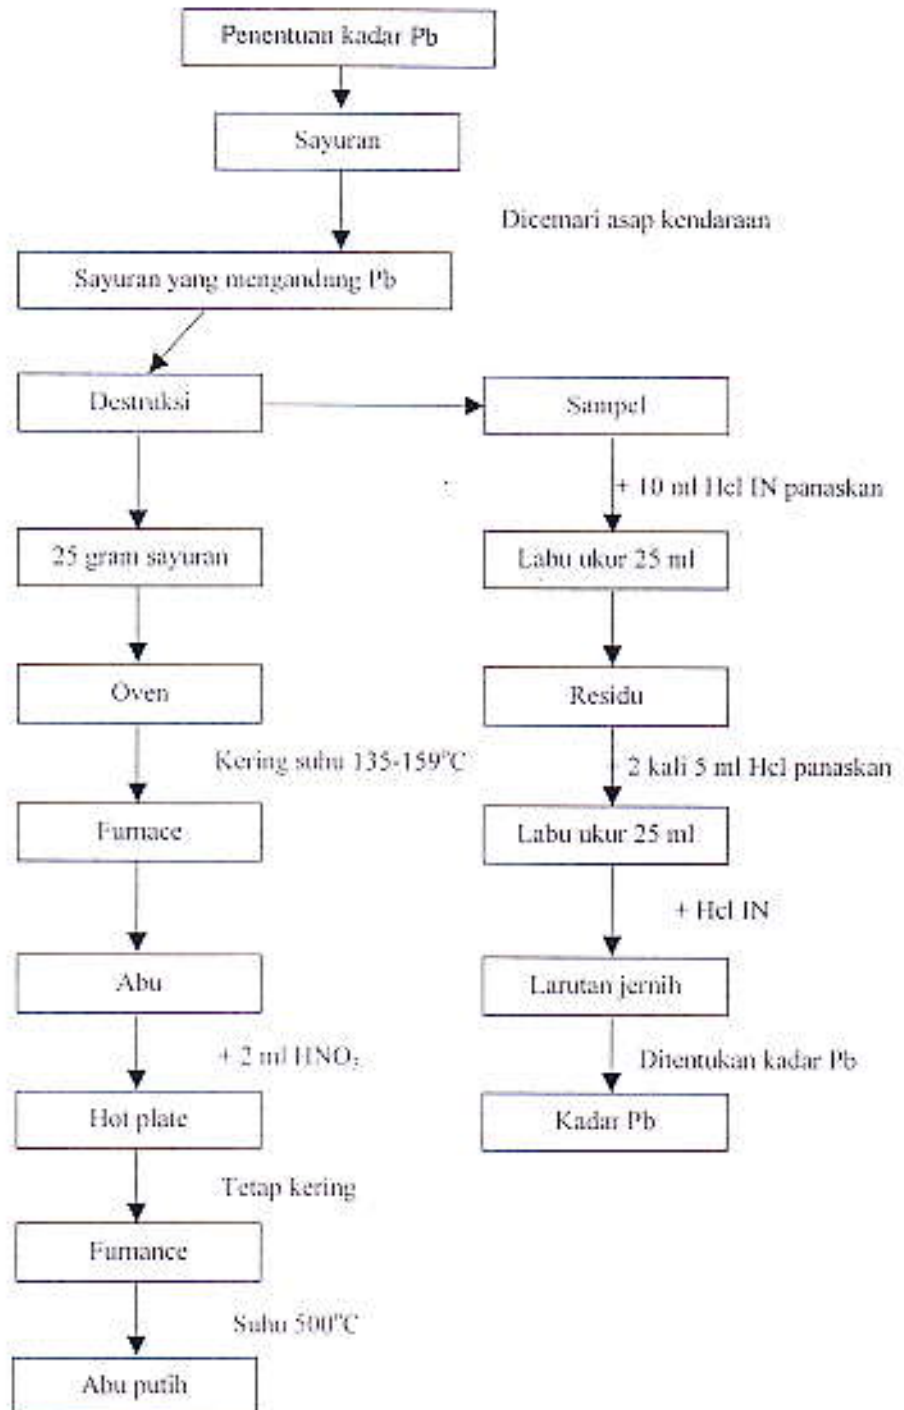 Penentuan kadar Pb
Sayuran
Dicemari asap kendaraan
Sayuran yang mengandung Pb
Destruksi
25 gram sayuran
Oven
Kering suhu 135-159°C
Furnace
Abu
+ 2 ml HNO₃
Hot plate
Tetap kering
Furnance
Suhu 500°C
Abu putih
Sampel
+ 10 ml Hcl IN panaskan
Labu ukur 25 ml
Residu
2 kali 5 ml Hcl panaskan
Labu ukur 25 ml
+ Hcl IN
Larutan jernih
Ditentukan kadar Pb
Kadar Pb